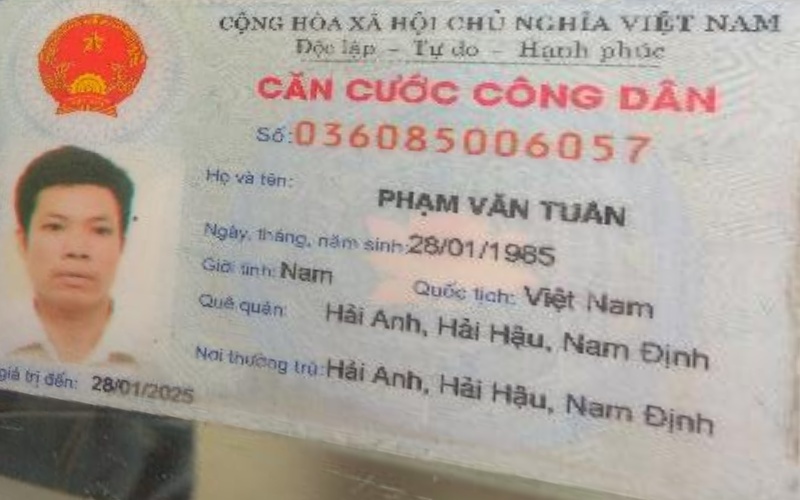 CỘNG HÒA XÃ HỘI CHỦ NGHĨA VIỆT NAM
Độc lập - Tự do - Hạnh phúc
CĂN CƯỚC CÔNG DÂN
Số: 036085006057
Họ và tên:
PHẠM VĂN TUÂN
Ngày, tháng, năm sinh: 28/01/1985
Giới tính: Nam Quốc tịch: Việt Nam
Quê quán: Hải Anh, Hải Hậu, Nam Định
Nơi thường trú: Hải Anh, Hải Hậu, Nam Định
giá trị đến: 28/01/2025